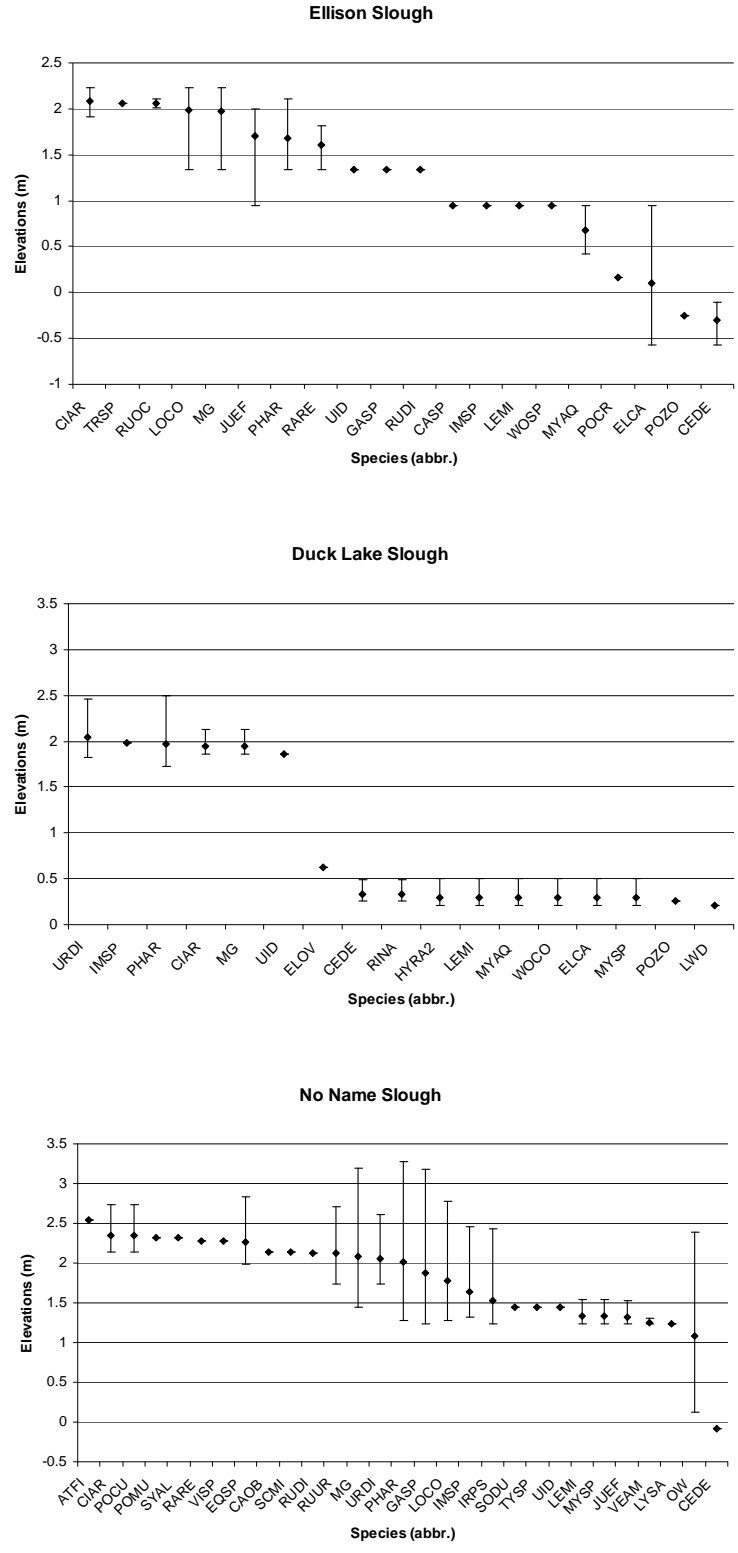 Ellison Slough
2.5
2
1.5
1
0.5
0
-0.5
-1
Elevations (m)
CIAR TRSP RUOC LOCO MG JUEF PHAR RARE UID GASP RUDI CASP IMSP LEMI WOSP MYAQ POCR ELCA POZO CEDE
Species (abbr.)
Duck Lake Slough
3.5
3
2.5
2
1.5
1
0.5
0
Elevations (m)
URDI IMSP PHAR CIAR MG UID ELOV CEDE RINA HYRA2 LEMI MYAQ WOCO ELCA MYSP POZO LWD
Species (abbr.)
No Name Slough
3.5
3
2.5
2
1.5
1
0.5
0
-0.5
Elevations (m)
ATFI CIAR POCU POMU SYAL RARE VISP EQSP CAOB SCMI RUDI RUUR MG URDI PHAR GASP LOCO IMSP IRPS SODU TYSP UID LEMI MYSP JUEF VEAM LYSA OW CEDE
Species (abbr.)